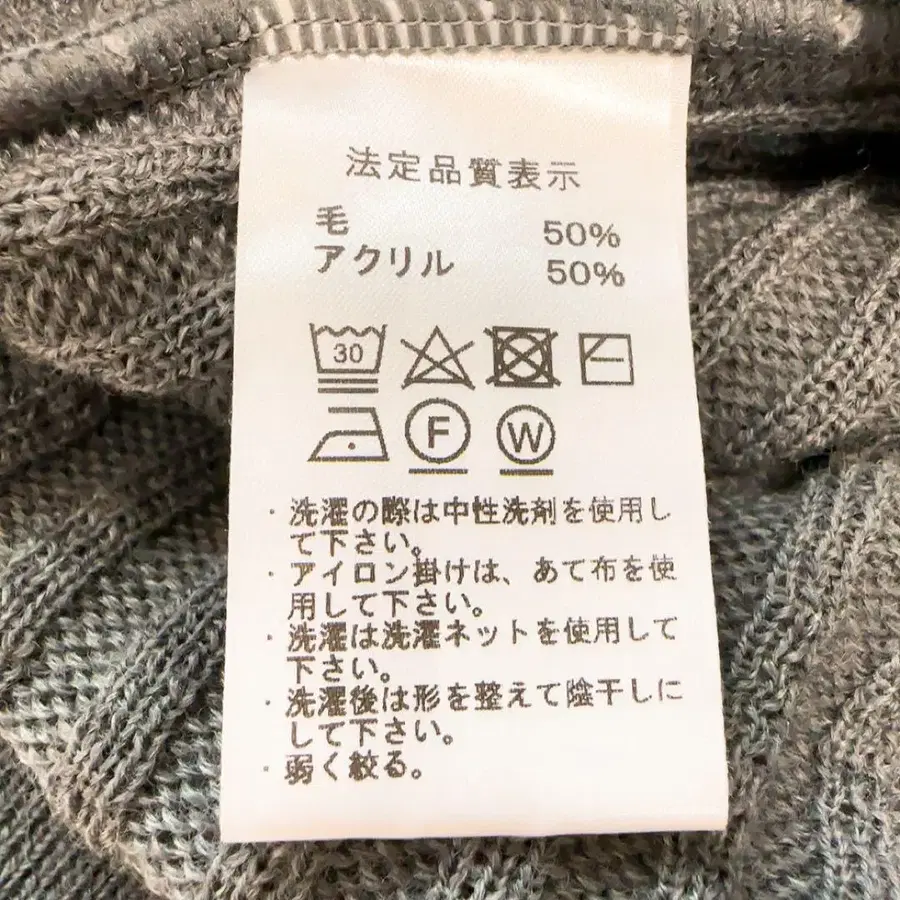 法定品質表示
毛 50%
アクリル 50%
30
F W
・洗濯の際は中性洗剤を使用し
て下さい。
・アイロン掛けは、あて布を使
用して下さい。
・洗濯は洗濯ネットを使用して
下さい。
・洗濯後は形を整えて陰干しに
して下さい。
・弱く絞る。